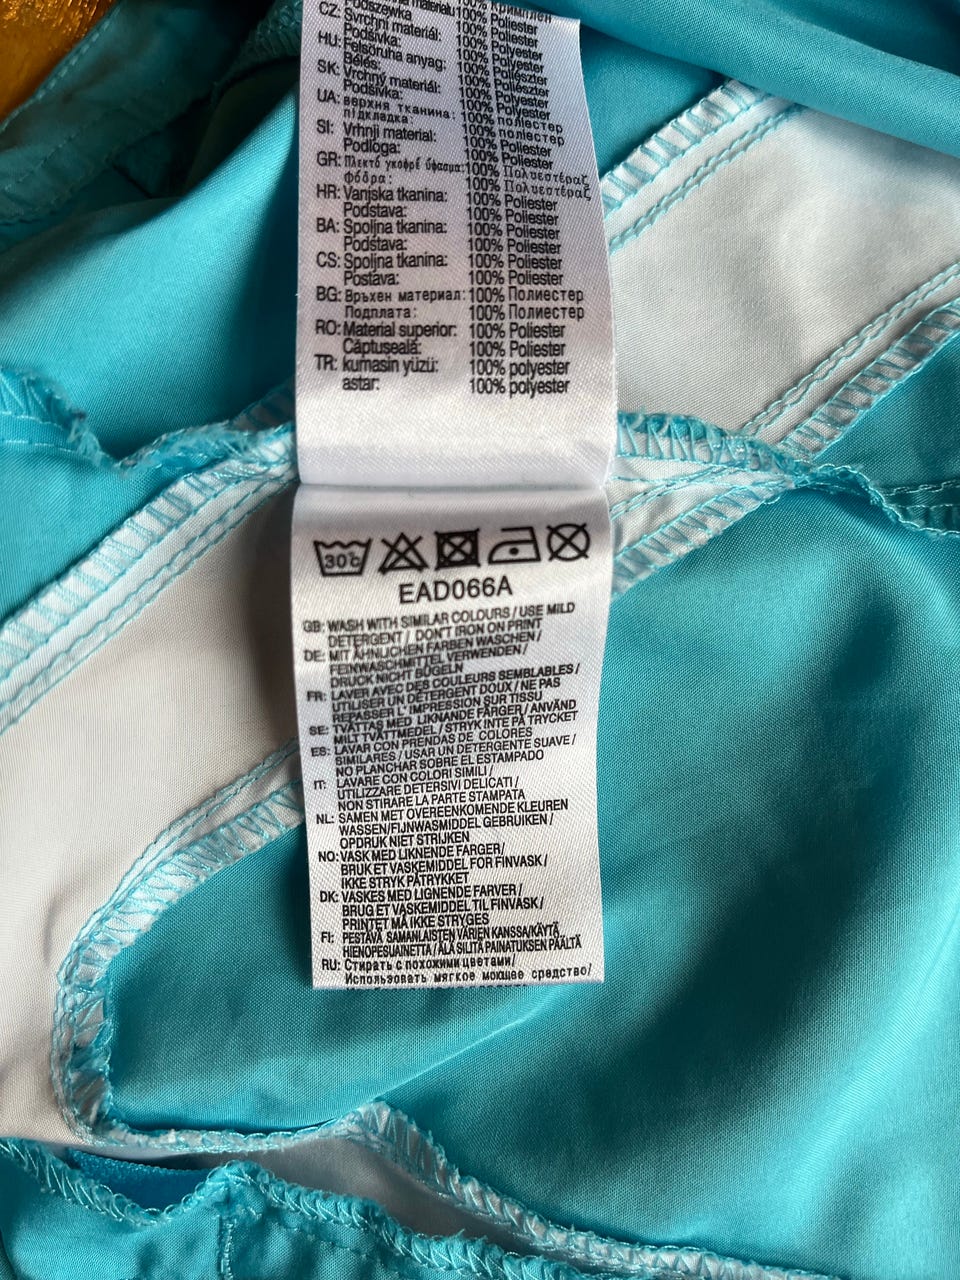 100% Polyester
CZ: Svrchní materiál: 100% Poliester
Podšívka: 100% Polyester
HU: Felsöruha anyag: 100% Poliészter
Bélés: 100% Poliészter
SK: Vrchný materiál: 100% Polyester
Podšívka: 100% Polyester
UA: верхня тканина: 100% поліестер
підкладка: 100% поліестер
SI: Vrhnji material: 100% Poliester
Podloga: 100% Poliester
GR: Πλεκτό 100% Πολυεστέρας
Φόδρα: 100% Πολυεστέρας
HR: Vanjska tkanina: 100% Poliester
Podstava: 100% Poliester
BA: Spoljna tkanina: 100% Poliester
Podstava: 100% Poliester
CS: Spoljna tkanina: 100% Poliester
Postava: 100% Poliester
BG: Връхен материал: 100% Полиестер
Подплата: 100% Полиестер
RO: Material superior: 100% Poliester
Căptuşeală: 100% Poliester
TR: kumasin yüzü: 100% polyester
astar: 100% polyester
30°c
EAD066A
GB: WASH WITH SIMILAR COLOURS / USE MILD
DETERGENT / DON'T IRON ON PRINT
DE: MIT ÄHNLICHEN FARBEN WASCHEN /
FEINWASCHMITTEL VERWENDEN /
DRUCK NICHT BÜGELN
FR: LAVER AVEC DES COULEURS SEMBLABLES /
UTILISER UN DETERGENT DOUX / NE PAS
REPASSER L'IMPRESSION SUR TISSU
SE: TVÄTTAS MED LIKNANDE FÄRGER / ANVÄND
MILT TVÄTTMEDEL / STRYK INTE PÅ TRYCKET
ES: LAVAR CON PRENDAS DE COLORES
SIMILARES / USAR UN DETERGENTE SUAVE /
NO PLANCHAR SOBRE EL ESTAMPADO
IT: LAVARE CON COLORI SIMILI /
UTILIZZARE DETERSIVI DELICATI /
NON STIRARE LA PARTE STAMPATA
NL: SAMEN MET OVEREENKOMENDE KLEUREN
WASSEN/FIJNWASMIDDEL GEBRUIKEN /
OPDRUK NIET STRIJKEN
NO: VASK MED LIKNENDE FARGER/
BRUK ET VASKEMIDDEL FOR FINVASK /
IKKE STRYK PÅTRYKKET
DK: VASKES MED LIGNENDE FARVER /
BRUG ET VASKEMIDDEL TIL FINVASK /
PRINTET MÅ IKKE STRYGES
FI: PESTÄVÄ SAMANLAISTEN VÄRIEN KANSSA/KÄYTÄ
HIENOPESUAINETTA / ÄLÄ SILITÄ PAINATUKSEN PÄÄLTÄ
RU: Стирать с похожими цветами/
Использовать мягкое моющее средство/